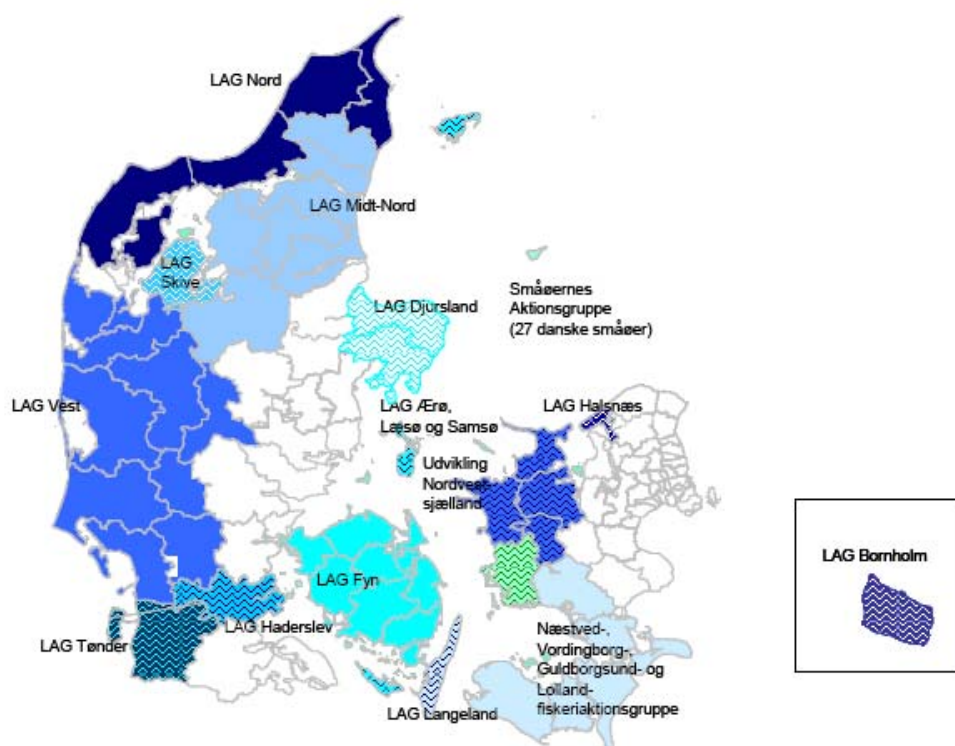 LAG Nord
LAG Midt-Nord
LAG
Skive
Småøernes
Aktionsgruppe
(27 danske småøer)
LAG Djursland
LAG Vest
LAG Ærø,
Læsø og Samsø
LAG Halsnæs
Udvikling
Nordvest-
sjælland
LAG Bornholm
LAG Fyn
LAG Haderslev
LAG Tønder
Næstved-,
Vordingborg-,
Guldborgsund- og
Lolland-
fiskeriaktionsgruppe
LAG Langeland